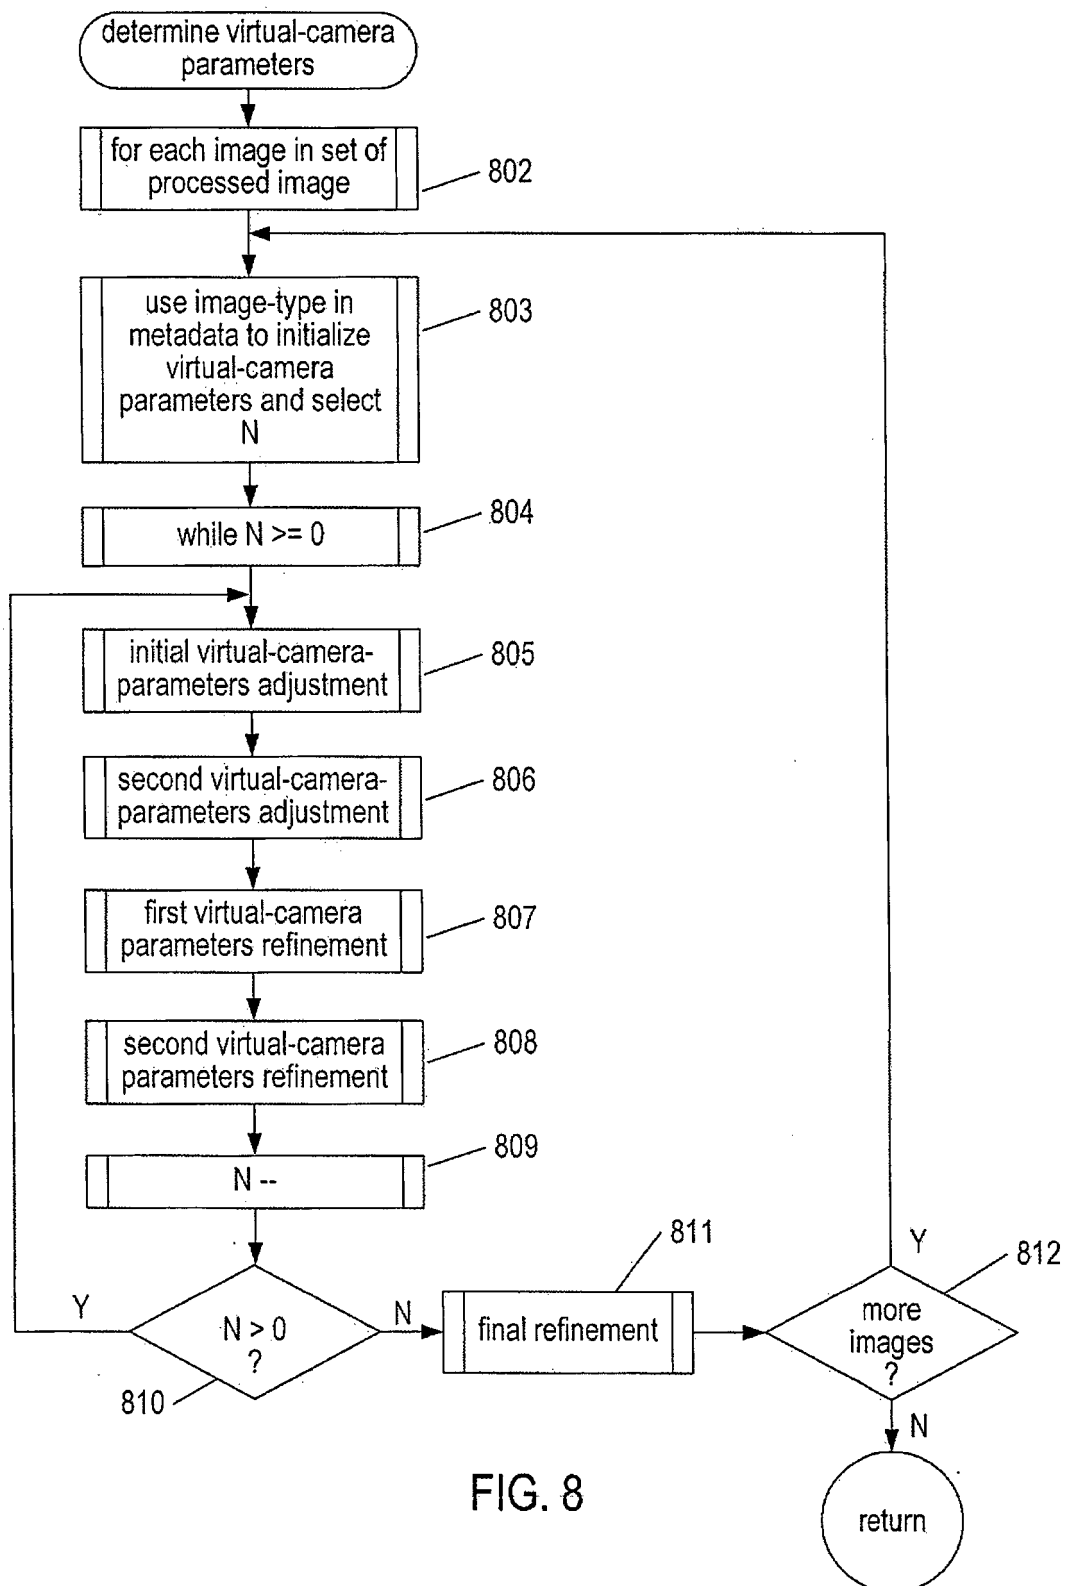 determine virtual-camera
parameters
for each image in set of
processed image
802
use image-type in
metadata to initialize
virtual-camera
parameters and select
N
803
while N >= 0
804
initial virtual-camera-
parameters adjustment
805
second virtual-camera-
parameters adjustment
806
first virtual-camera
parameters refinement
807
second virtual-camera
parameters refinement
808
N --
809
Y
N > 0
?
810
N
final refinement
811
more
images
?
812
Y
N
return
FIG. 8